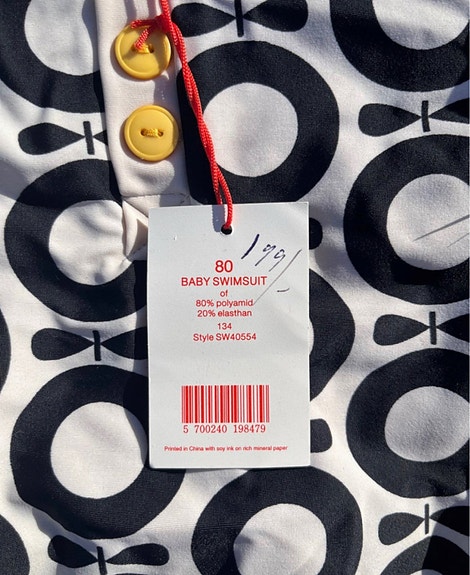 199,-
80
BABY SWIMSUIT
of
80% polyamid
20% elasthan
134
Style SW40554
5 700240 198479
Printed in China with soy ink on rich mineral paper